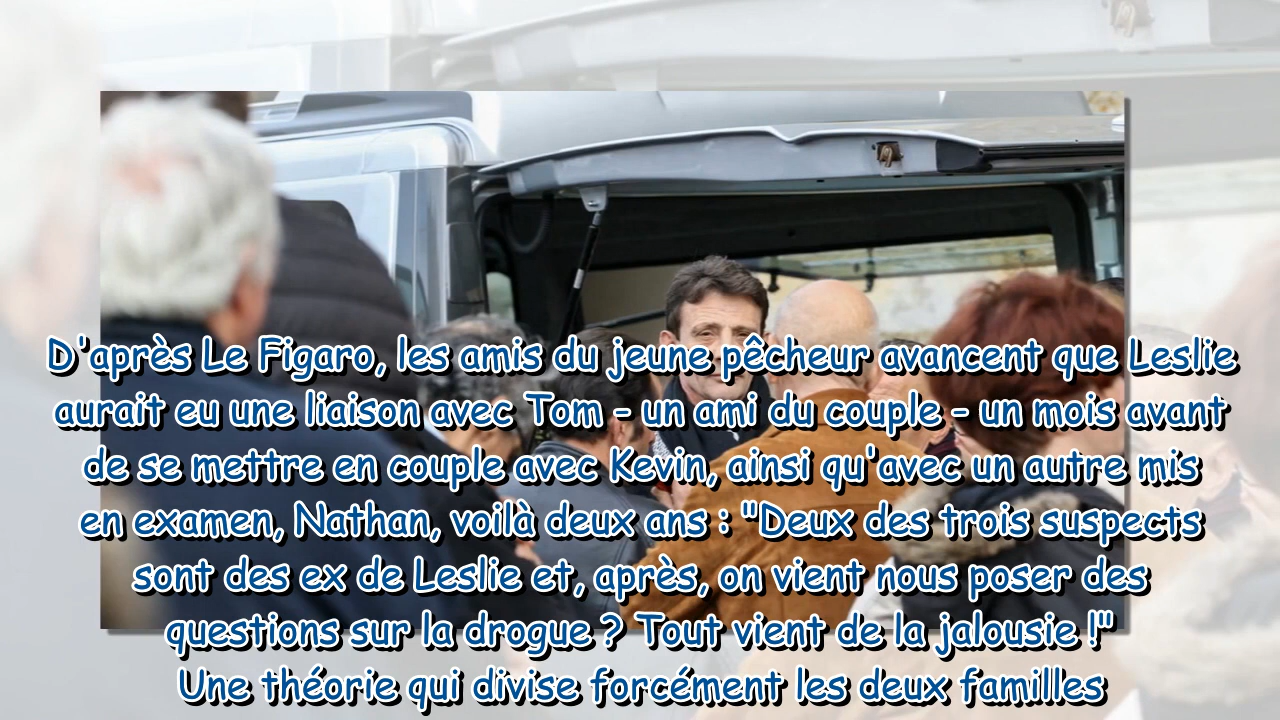 D'après Le Figaro, les amis du jeune pêcheur avancent que Leslie
aurait eu une liaison avec Tom - un ami du couple - un mois avant
de se mettre en couple avec Kevin, ainsi qu'avec un autre mis
en examen, Nathan, voilà deux ans : "Deux des trois suspects
sont des ex de Leslie et, après, on vient nous poser des
questions sur la drogue ? Tout vient de la jalousie !"
Une théorie qui divise forcément les deux familles